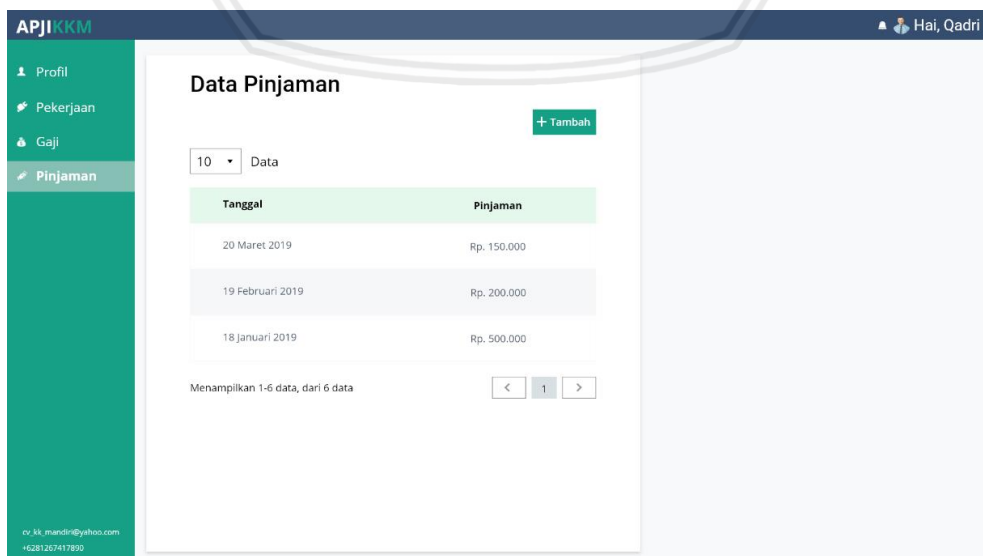 APJIKKM
Hai, Qadri
Profil
Pekerjaan
Gaji
Pinjaman
Data Pinjaman
+ Tambah
10 Data
Tanggal Pinjaman
20 Maret 2019 Rp. 150.000
19 Februari 2019 Rp. 200.000
18 Januari 2019 Rp. 500.000
Menampilkan 1-6 data, dari 6 data
< 1 >
cv_kk_mandiri@yahoo.com
+6281267417890